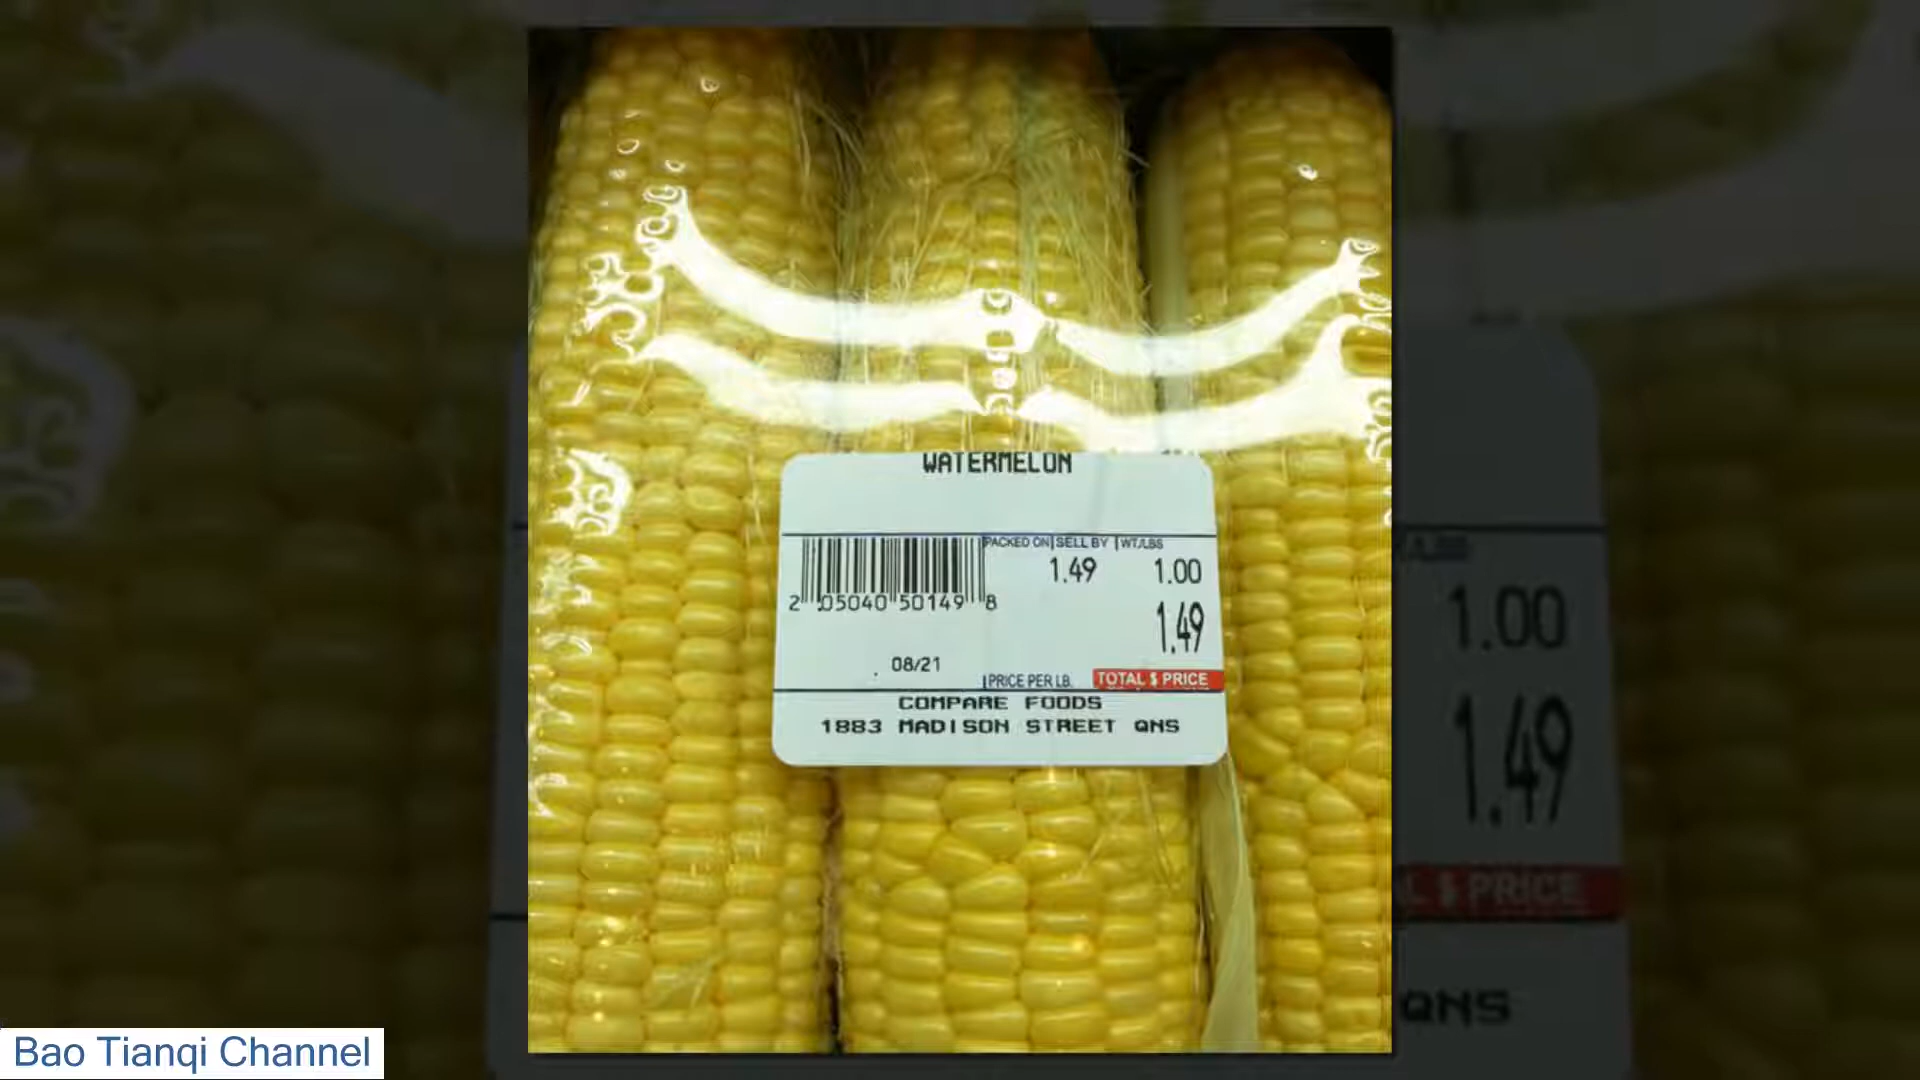 WATERMELON
PACKED ON SELL BY WT/LBS
1.49 1.00
2 05040 50149 8
1.49
08/21
PRICE PER LB. TOTAL $ PRICE
COMPARE FOODS
1883 MADISON STREET QNS
1.00
1.49
L $ PRICE
QNS
Bao Tianqi Channel